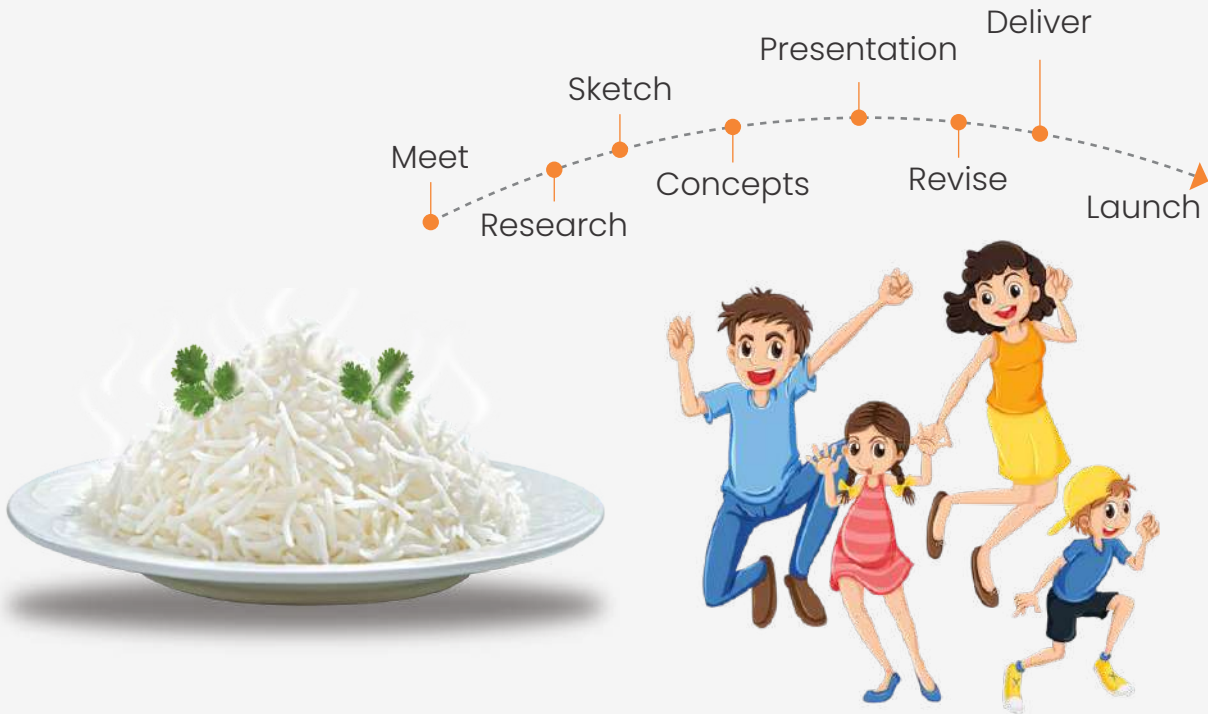 Meet
Research
Sketch
Concepts
Presentation
Revise
Deliver
Launch